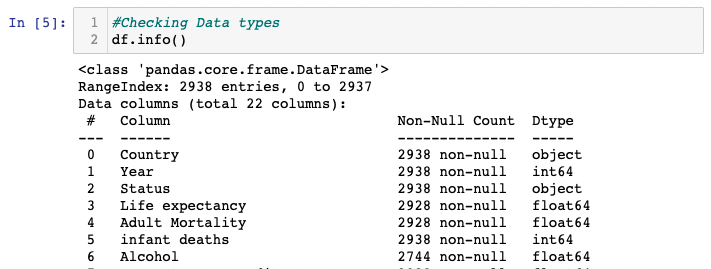 In [5]: 1 #Checking Data types
2 df.info()
<class 'pandas.core.frame.DataFrame'>
RangeIndex: 2938 entries, 0 to 2937
Data columns (total 22 columns):
# Column Non-Null Count Dtype
--- ------ -------------- -----
0 Country 2938 non-null object
1 Year 2938 non-null int64
2 Status 2938 non-null object
3 Life expectancy 2928 non-null float64
4 Adult Mortality 2928 non-null float64
5 infant deaths 2938 non-null int64
6 Alcohol 2744 non-null float64